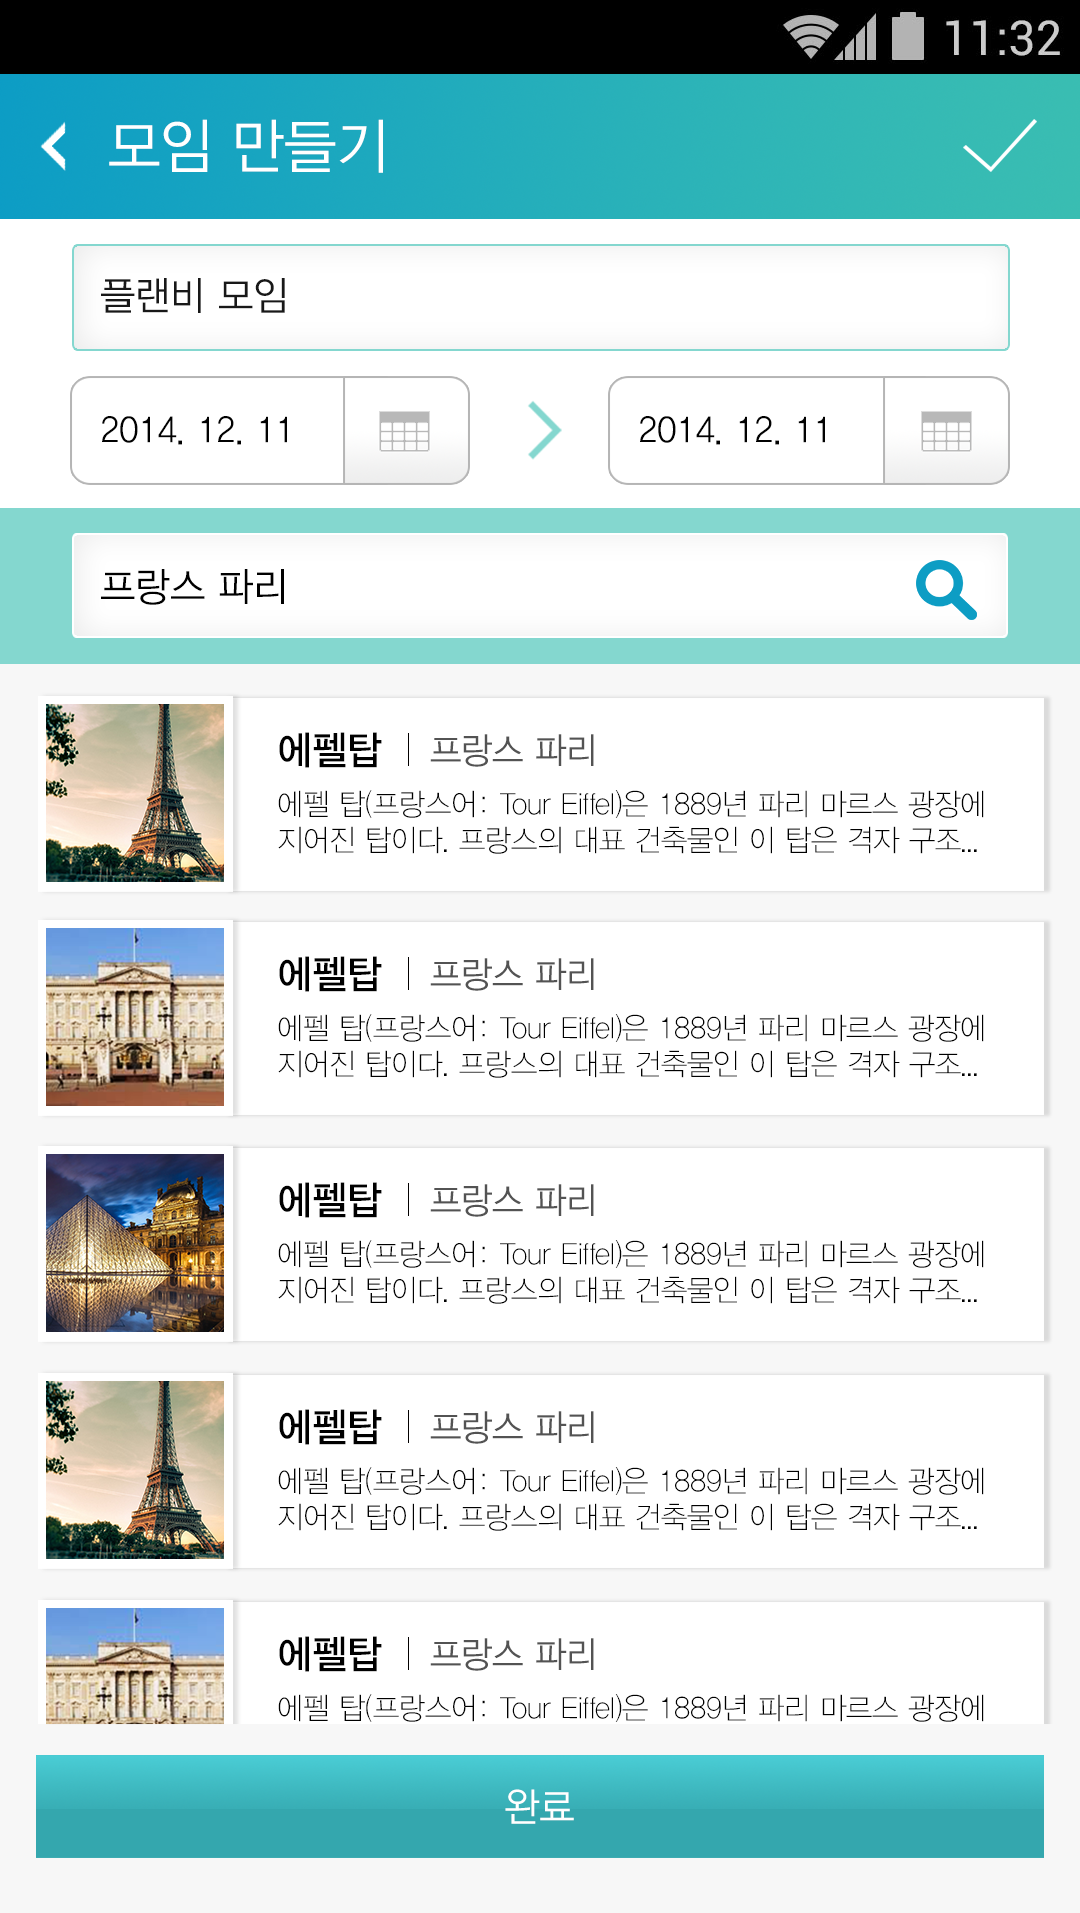 11:32
모임 만들기
플랜비 모임
2014. 12. 11
2014. 12. 11
프랑스 파리
에펠탑 | 프랑스 파리
에펠 탑(프랑스어: Tour Eiffel)은 1889년 파리 마르스 광장에
지어진 탑이다. 프랑스의 대표 건축물인 이 탑은 격자 구조...
에펠탑 | 프랑스 파리
에펠 탑(프랑스어: Tour Eiffel)은 1889년 파리 마르스 광장에
지어진 탑이다. 프랑스의 대표 건축물인 이 탑은 격자 구조...
에펠탑 | 프랑스 파리
에펠 탑(프랑스어: Tour Eiffel)은 1889년 파리 마르스 광장에
지어진 탑이다. 프랑스의 대표 건축물인 이 탑은 격자 구조...
에펠탑 | 프랑스 파리
에펠 탑(프랑스어: Tour Eiffel)은 1889년 파리 마르스 광장에
지어진 탑이다. 프랑스의 대표 건축물인 이 탑은 격자 구조...
에펠탑 | 프랑스 파리
에펠 탑(프랑스어: Tour Eiffel)은 1889년 파리 마르스 광장에
완료